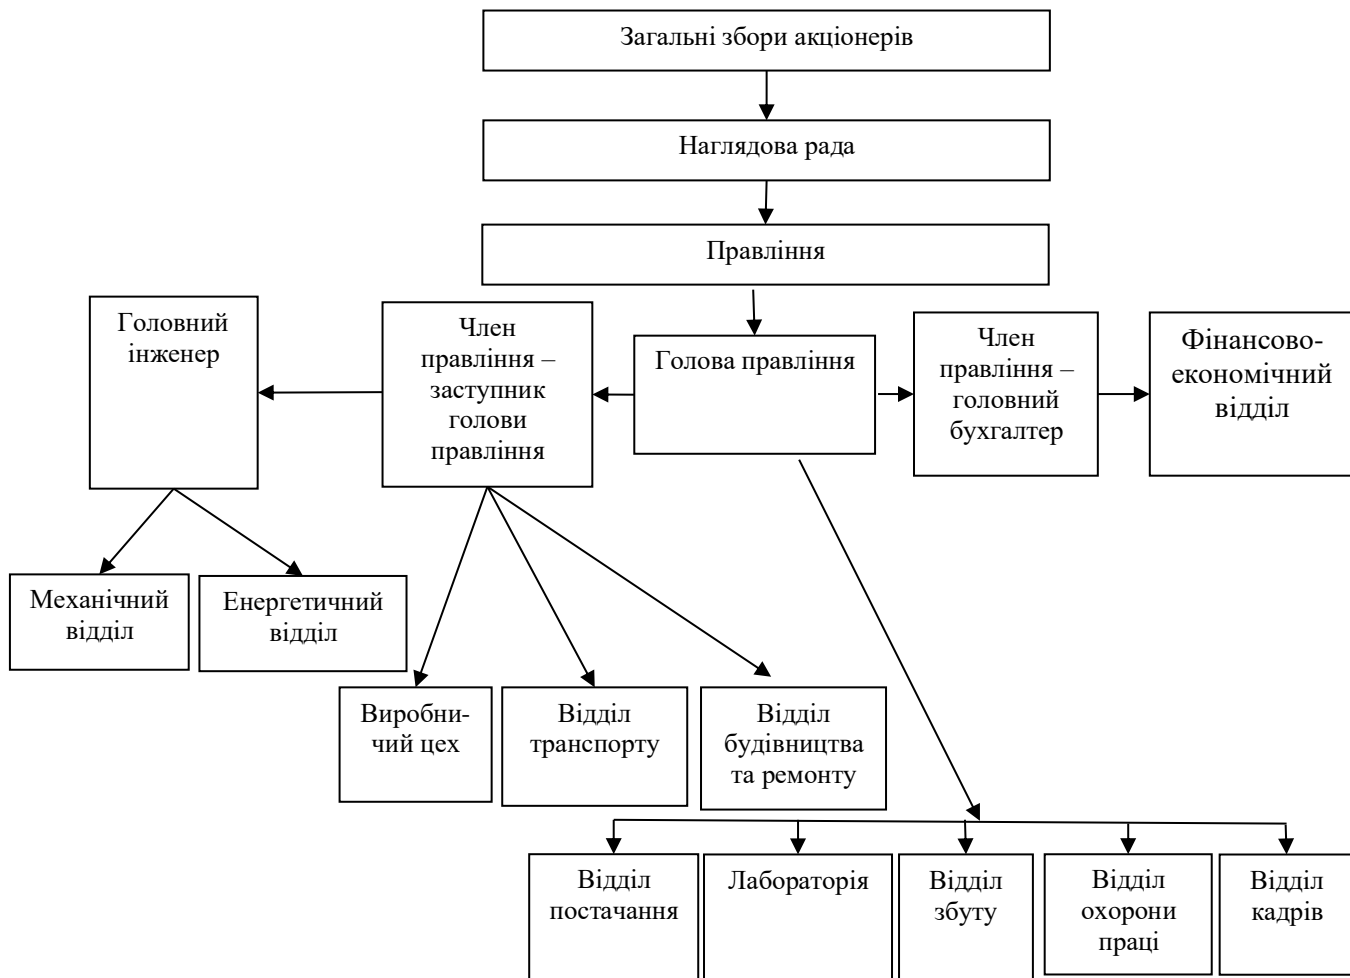 Загальні збори акціонерів
Наглядова рада
Правління
Головний
інженер
Член
правління –
заступник
голови
правління
Голова правління
Член
правління –
головний
бухгалтер
Фінансово-
економічний
відділ
Механічний
відділ
Енергетичний
відділ
Виробни-
чий цех
Відділ
транспорту
Відділ
будівництва
та ремонту
Відділ
постачання
Лабораторія
Відділ
збуту
Відділ
охорони
праці
Відділ
кадрів